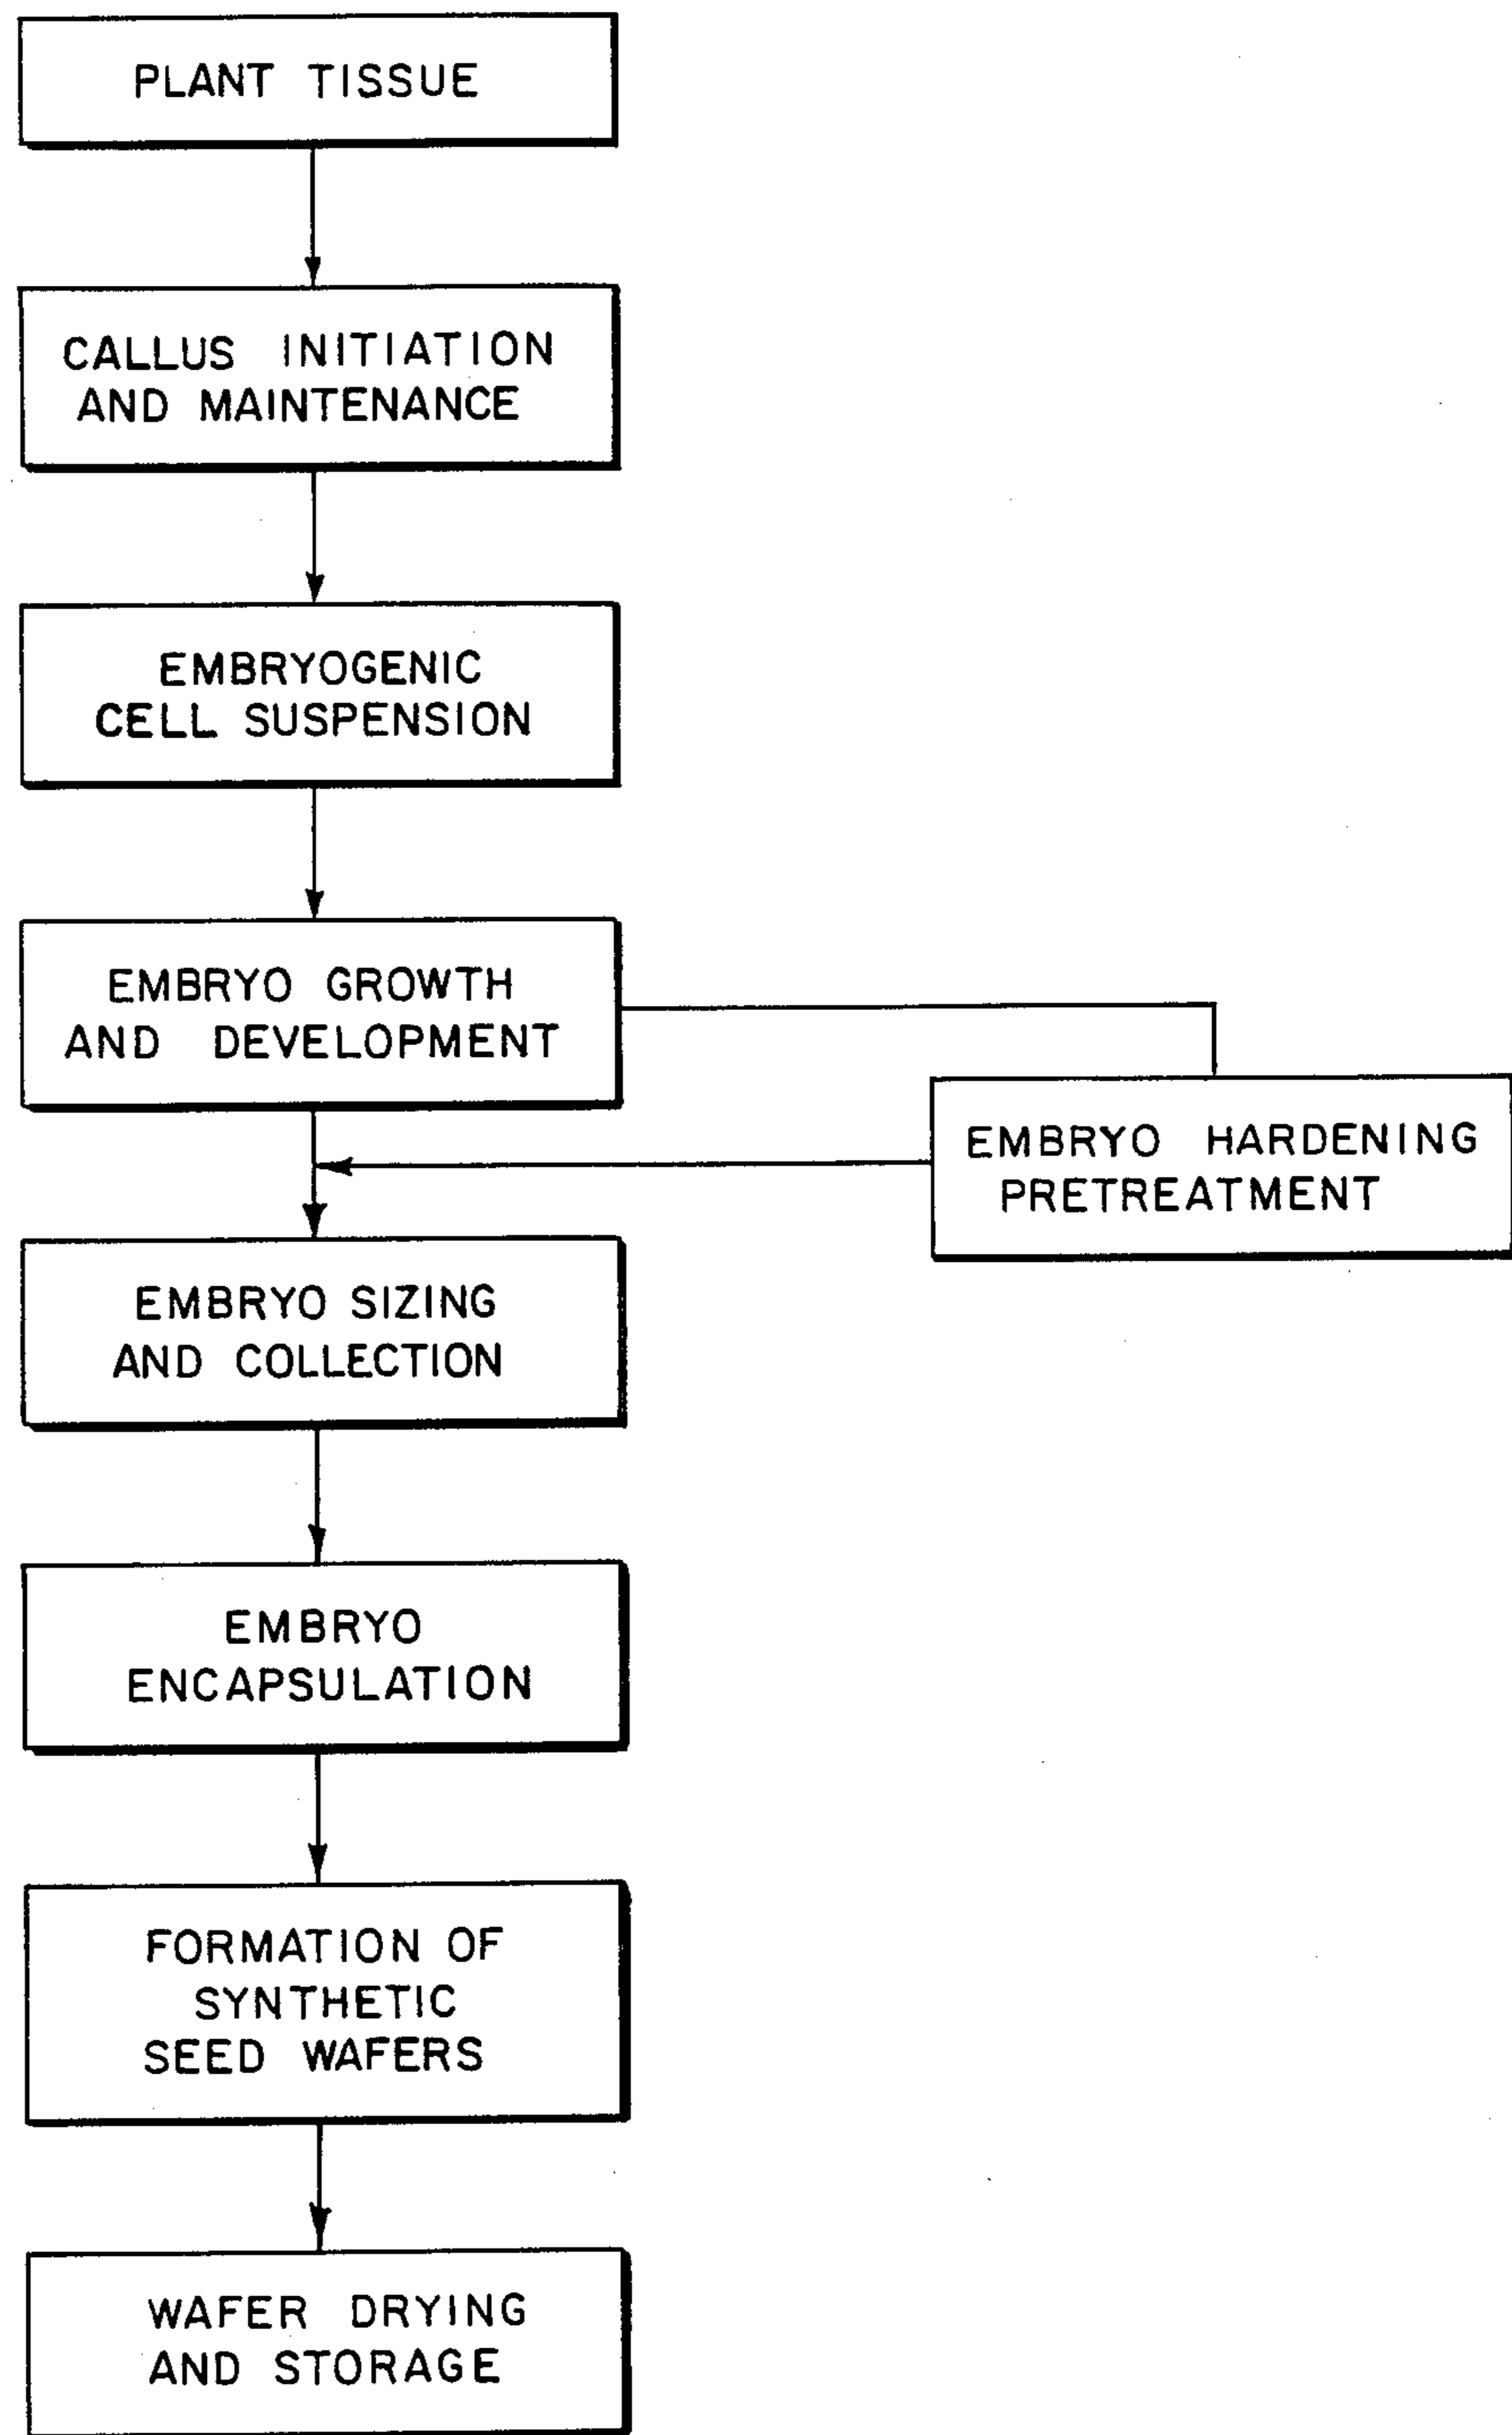 PLANT TISSUE
CALLUS INITIATION
AND MAINTENANCE
EMBRYOGENIC
CELL SUSPENSION
EMBRYO GROWTH
AND DEVELOPMENT
EMBRYO HARDENING
PRETREATMENT
EMBRYO SIZING
AND COLLECTION
EMBRYO
ENCAPSULATION
FORMATION OF
SYNTHETIC
SEED WAFERS
WAFER DRYING
AND STORAGE